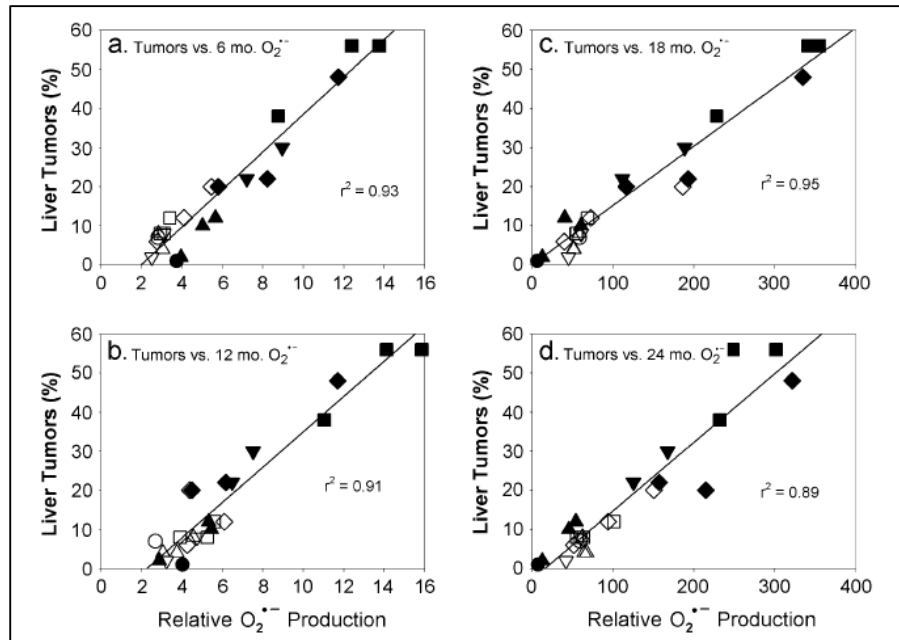 a. Tumors vs. 6 mo. O₂•⁻
Liver Tumors (%)
60
50
40
30
20
10
0
r² = 0.93
0 2 4 6 8 10 12 14 16
c. Tumors vs. 18 mo. O₂•⁻
Liver Tumors (%)
60
50
40
30
20
10
0
r² = 0.95
0 100 200 300 400
b. Tumors vs. 12 mo. O₂•⁻
Liver Tumors (%)
60
50
40
30
20
10
0
r² = 0.91
0 2 4 6 8 10 12 14 16
Relative O₂•⁻ Production
d. Tumors vs. 24 mo. O₂•⁻
Liver Tumors (%)
60
50
40
30
20
10
0
r² = 0.89
0 100 200 300 400
Relative O₂•⁻ Production